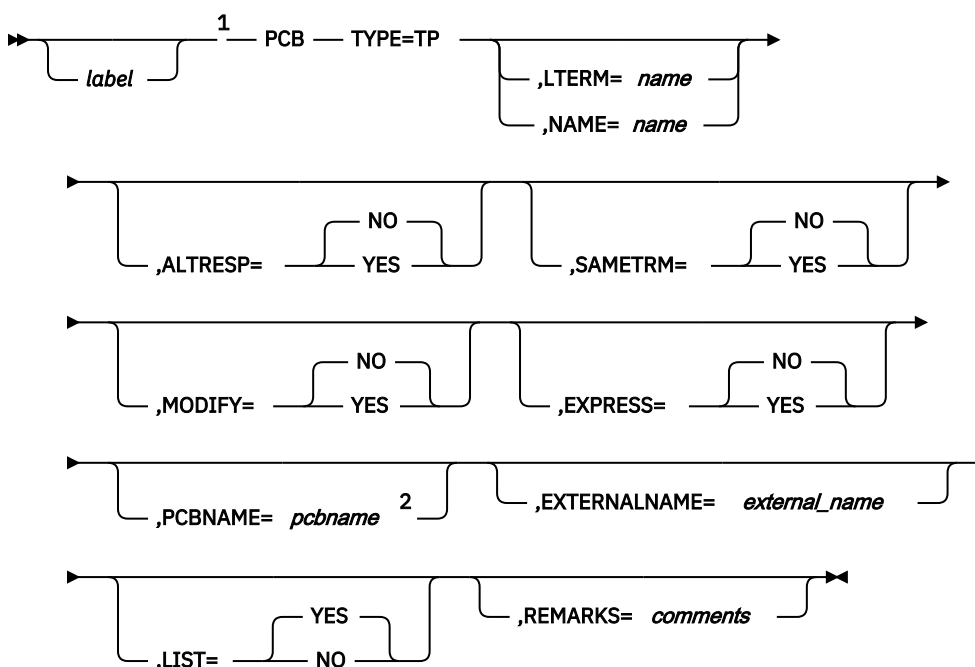 1
PCB TYPE=TP
label
,LTERM= name
,NAME= name
NO NO
,ALTRESP= YES ,SAMETRM= YES
NO NO
,MODIFY= YES ,EXPRESS= YES
,PCBNAME= pcbname 2 ,EXTERNALNAME= external_name
YES ,REMARKS= comments
,LIST= NO